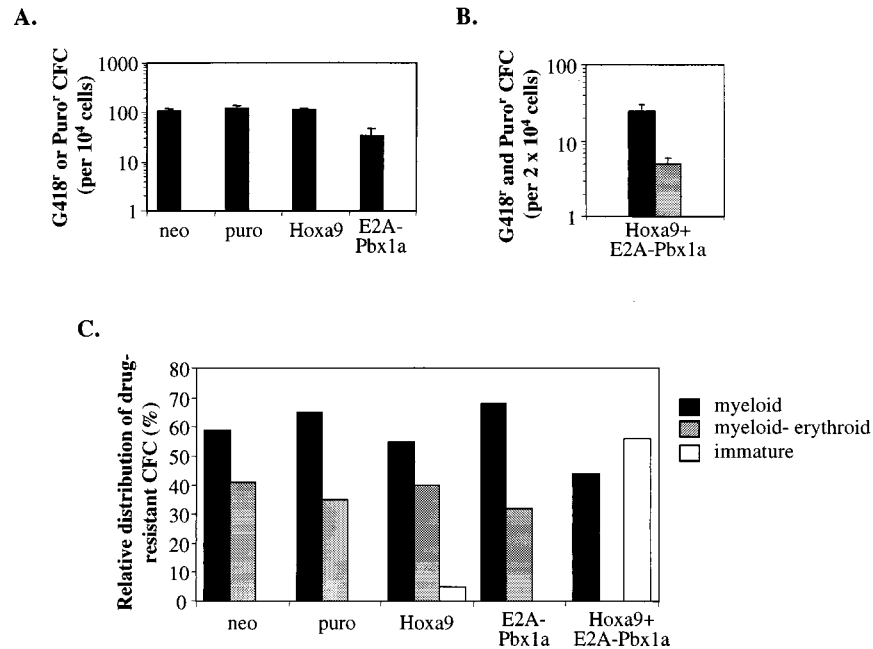 A.
G418ʳ or Puroʳ CFC
(per 10⁴ cells)
1000
100
10
1
neo
puro
Hoxa9
E2A-
Pbx1a
B.
G418ʳ and Puroʳ CFC
(per 2 x 10⁴ cells)
100
10
1
Hoxa9+
E2A-Pbx1a
C.
Relative distribution of drug-
resistant CFC (%)
80
70
60
50
40
30
20
10
0
neo
puro
Hoxa9
E2A-
Pbx1a
Hoxa9+
E2A-Pbx1a
myeloid
myeloid- erythroid
immature